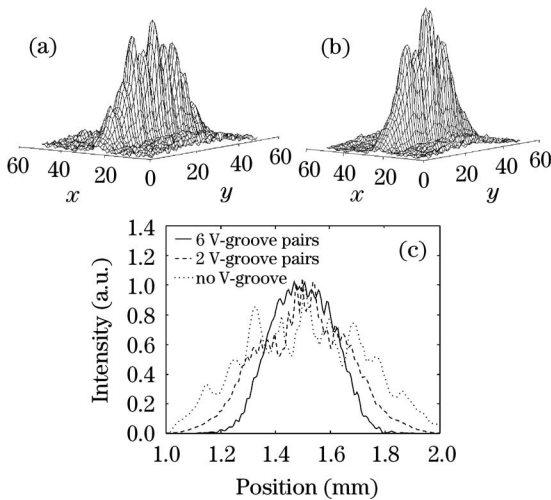 (a)
(b)
60
40
20
0
20
40
60
x
y
60
40
20
0
20
40
60
x
y
1.4
1.2
1.0
0.8
0.6
0.4
0.2
0.0
Intensity (a.u.)
6 V-groove pairs
2 V-groove pairs
no V-groove
(c)
1.0 1.2 1.4 1.6 1.8 2.0
Position (mm)